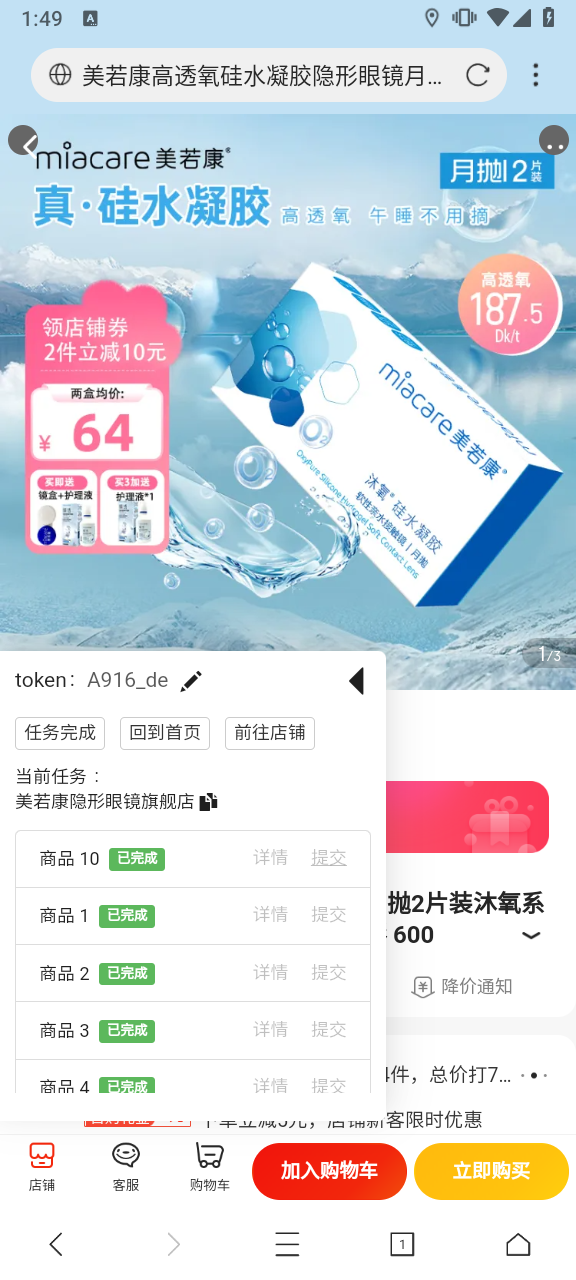 1:49
A
美若康高透氧硅水凝胶隐形眼镜月...
miacare 美若康®
月抛 2片装
真·硅水凝胶 高透氧 午睡不用摘
高透氧
187.5
Dk/t
领店铺券
2件立减10元
两盒均价:
¥ 64
买即送
镜盒+护理液
买3加送
护理液*1
miacare 美若康®
沐氧® 硅水凝胶
软性亲水接触镜 | 月抛
OxyPure Silicone Hydrogel Soft Contact Lens
O2
O2
1/3
token: A916_de
任务完成 回到首页 前往店铺
当前任务:
美若康隐形眼镜旗舰店
商品 10 已完成 详情 提交
商品 1 已完成 详情 提交
商品 2 已完成 详情 提交
商品 3 已完成 详情 提交
商品 4 已完成 详情 提交
抛2片装沐氧系
600
降价通知
4件，总价打7...
下单立减5元，店铺新客限时优惠
店铺 客服 购物车 加入购物车 立即购买
1